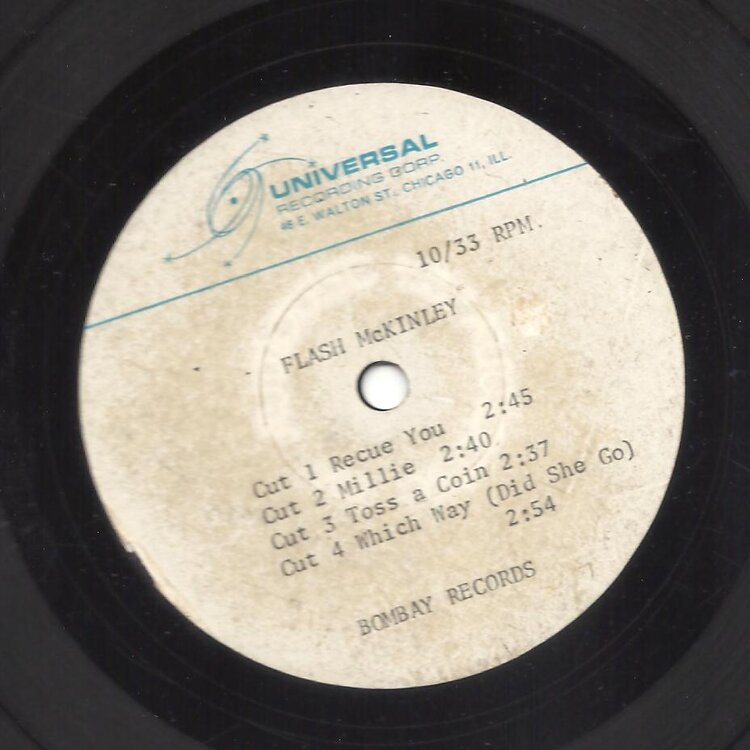 UNIVERSAL
RECORDING CORP.
46 E. WALTON ST., CHICAGO 11, ILL.
10/33 RPM.
FLASH McKINLEY
Cut 1 Recue You 2:45
Cut 2 Millie 2:40
Cut 3 Toss a Coin 2:37
Cut 4 Which Way (Did She Go)
2:54
BOMBAY RECORDS